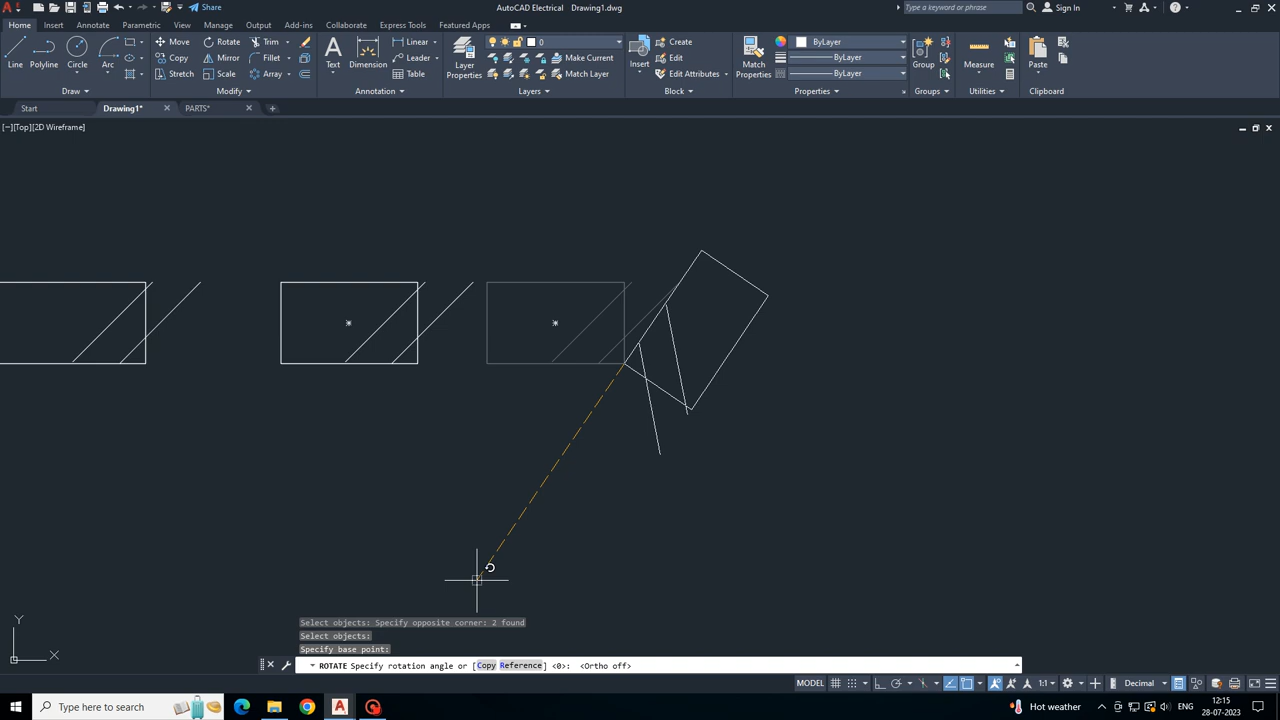 Share
AutoCAD Electrical Drawing1.dwg
Type a keyword or phrase
Sign In
Home Insert Annotate Parametric View Manage Output Add-ins Collaborate Express Tools Featured Apps
Line Polyline Circle Arc
Move Rotate Trim
Copy Mirror Fillet
Stretch Scale Array
Text Dimension
Linear
Leader
Table
Layer Properties
0
Make Current
Match Layer
Insert
Create
Edit
Edit Attributes
Match Properties
ByLayer
ByLayer
ByLayer
Group
Measure
Paste
Draw Modify Annotation Layers Block Properties Groups Utilities Clipboard
Start Drawing1* PARTS*
[−][Top][2D Wireframe]
Y
X
Select objects: Specify opposite corner: 2 found
Select objects:
Specify base point:
ROTATE Specify rotation angle or [Copy Reference] <0>: <Ortho off>
MODEL 1:1 Decimal
Type here to search
Hot weather
ENG
12:15
28-07-2023